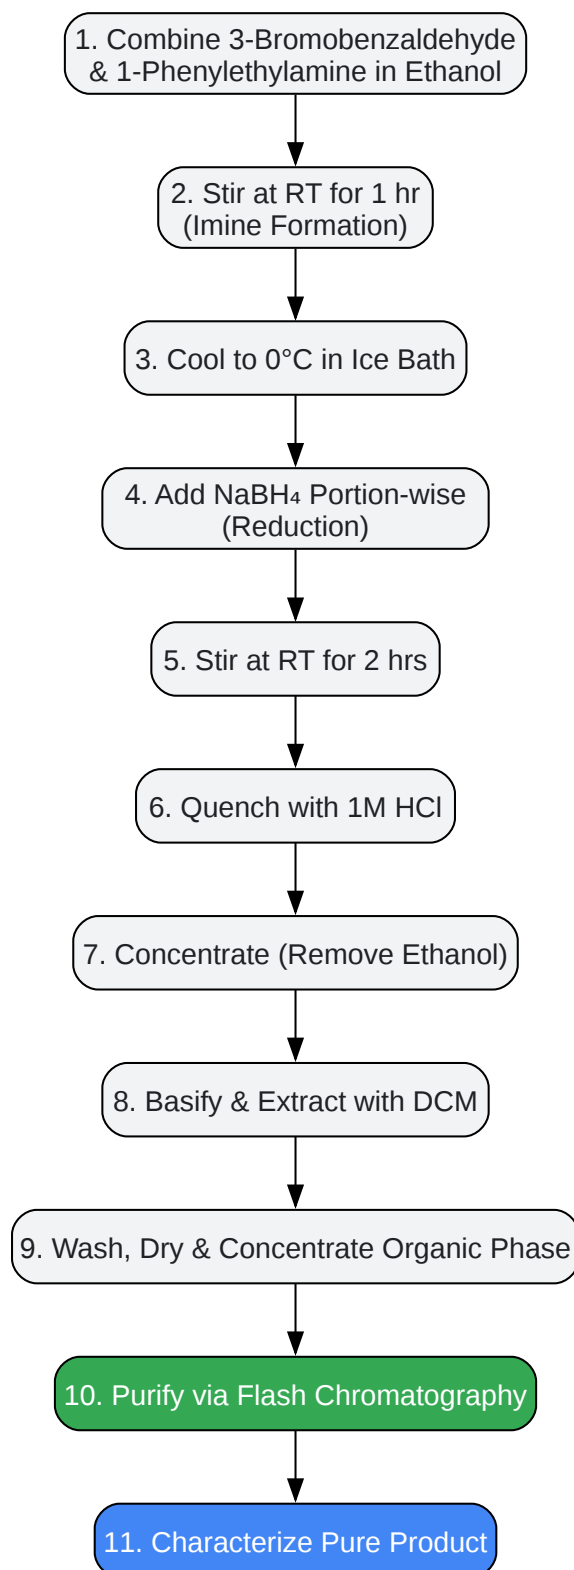 1. Combine 3-Bromobenzaldehyde
& 1-Phenylethylamine in Ethanol
2. Stir at RT for 1 hr
(Imine Formation)
3. Cool to 0°C in Ice Bath
4. Add NaBH₄ Portion-wise
(Reduction)
5. Stir at RT for 2 hrs
6. Quench with 1M HCl
7. Concentrate (Remove Ethanol)
8. Basify & Extract with DCM
9. Wash, Dry & Concentrate Organic Phase
10. Purify via Flash Chromatography
11. Characterize Pure Product